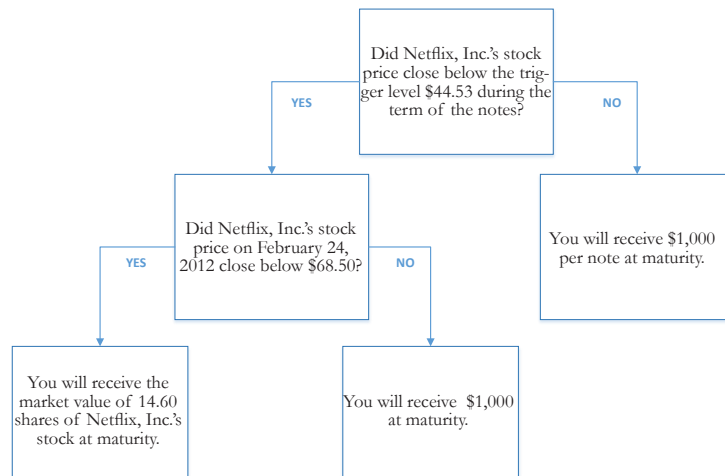 Did Netflix, Inc.'s stock
price close below the trig-
ger level $44.53 during the
term of the notes?
YES
NO
Did Netflix, Inc.'s stock
price on February 24,
2012 close below $68.50?
You will receive $1,000
per note at maturity.
YES
NO
You will receive the
market value of 14.60
shares of Netflix, Inc.'s
stock at maturity.
You will receive $1,000
at maturity.